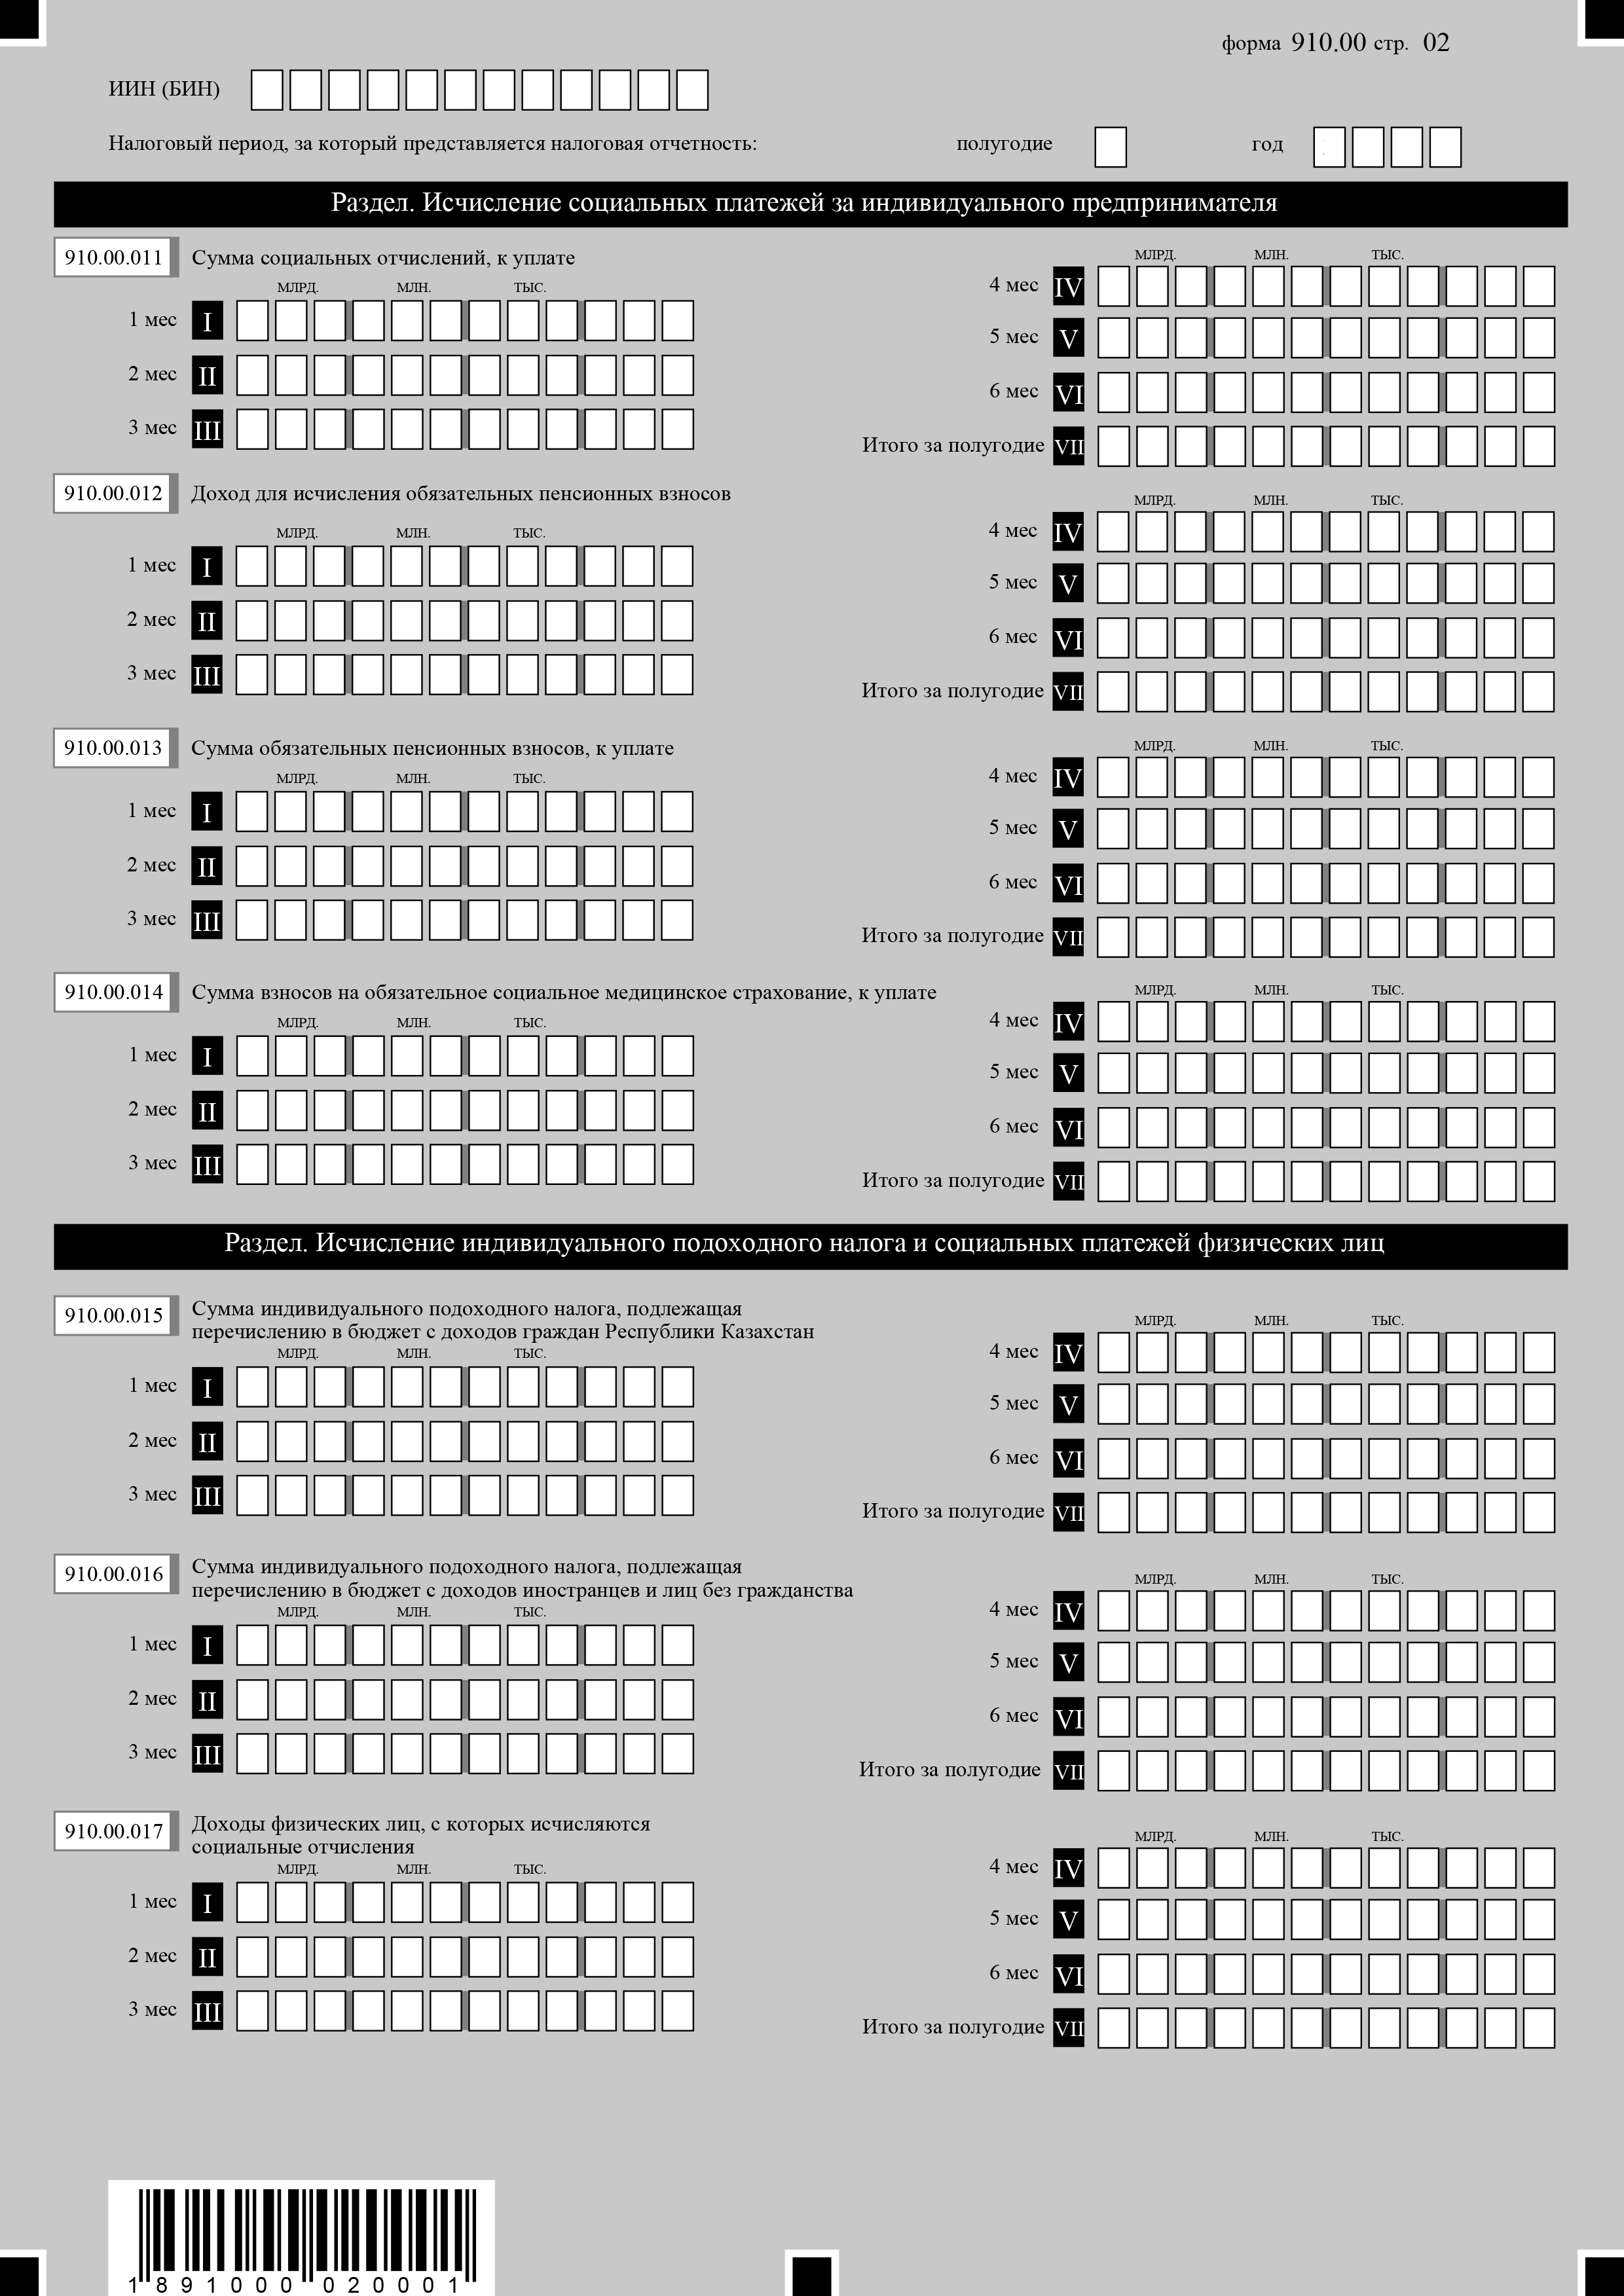 форма 910.00 стр. 02
ИИН (БИН)
Налоговый период, за который представляется налоговая отчетность: полугодие год
Раздел. Исчисление социальных платежей за индивидуального предпринимателя
910.00.011 Сумма социальных отчислений, к уплате
МЛРД. МЛН. ТЫС.
1 мес I
2 мес II
3 мес III
МЛРД. МЛН. ТЫС.
4 мес IV
5 мес V
6 мес VI
Итого за полугодие VII
910.00.012 Доход для исчисления обязательных пенсионных взносов
МЛРД. МЛН. ТЫС.
1 мес I
2 мес II
3 мес III
МЛРД. МЛН. ТЫС.
4 мес IV
5 мес V
6 мес VI
Итого за полугодие VII
910.00.013 Сумма обязательных пенсионных взносов, к уплате
МЛРД. МЛН. ТЫС.
1 мес I
2 мес II
3 мес III
МЛРД. МЛН. ТЫС.
4 мес IV
5 мес V
6 мес VI
Итого за полугодие VII
910.00.014 Сумма взносов на обязательное социальное медицинское страхование, к уплате
МЛРД. МЛН. ТЫС.
1 мес I
2 мес II
3 мес III
МЛРД. МЛН. ТЫС.
4 мес IV
5 мес V
6 мес VI
Итого за полугодие VII
Раздел. Исчисление индивидуального подоходного налога и социальных платежей физических лиц
910.00.015 Сумма индивидуального подоходного налога, подлежащая
перечислению в бюджет с доходов граждан Республики Казахстан
МЛРД. МЛН. ТЫС.
1 мес I
2 мес II
3 мес III
МЛРД. МЛН. ТЫС.
4 мес IV
5 мес V
6 мес VI
Итого за полугодие VII
910.00.016 Сумма индивидуального подоходного налога, подлежащая
перечислению в бюджет с доходов иностранцев и лиц без гражданства
МЛРД. МЛН. ТЫС.
1 мес I
2 мес II
3 мес III
МЛРД. МЛН. ТЫС.
4 мес IV
5 мес V
6 мес VI
Итого за полугодие VII
910.00.017 Доходы физических лиц, с которых исчисляются
социальные отчисления
МЛРД. МЛН. ТЫС.
1 мес I
2 мес II
3 мес III
МЛРД. МЛН. ТЫС.
4 мес IV
5 мес V
6 мес VI
Итого за полугодие VII
1 891000 020001